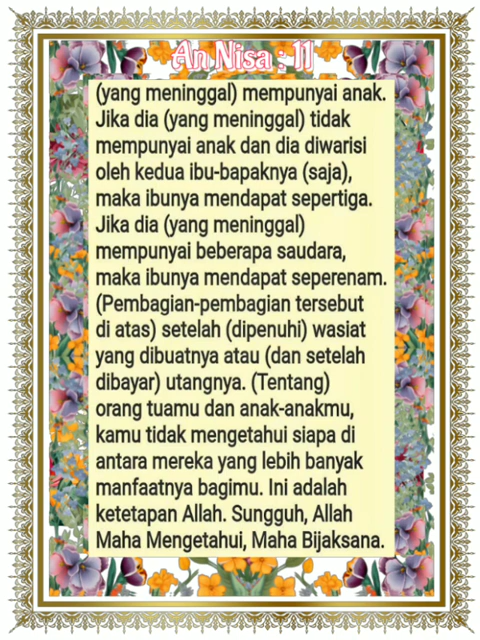 An Nisa : 11
(yang meninggal) mempunyai anak.
Jika dia (yang meninggal) tidak
mempunyai anak dan dia diwarisi
oleh kedua ibu-bapaknya (saja),
maka ibunya mendapat sepertiga.
Jika dia (yang meninggal)
mempunyai beberapa saudara,
maka ibunya mendapat seperenam.
(Pembagian-pembagian tersebut
di atas) setelah (dipenuhi) wasiat
yang dibuatnya atau (dan setelah
dibayar) utangnya. (Tentang)
orang tuamu dan anak-anakmu,
kamu tidak mengetahui siapa di
antara mereka yang lebih banyak
manfaatnya bagimu. Ini adalah
ketetapan Allah. Sungguh, Allah
Maha Mengetahui, Maha Bijaksana.